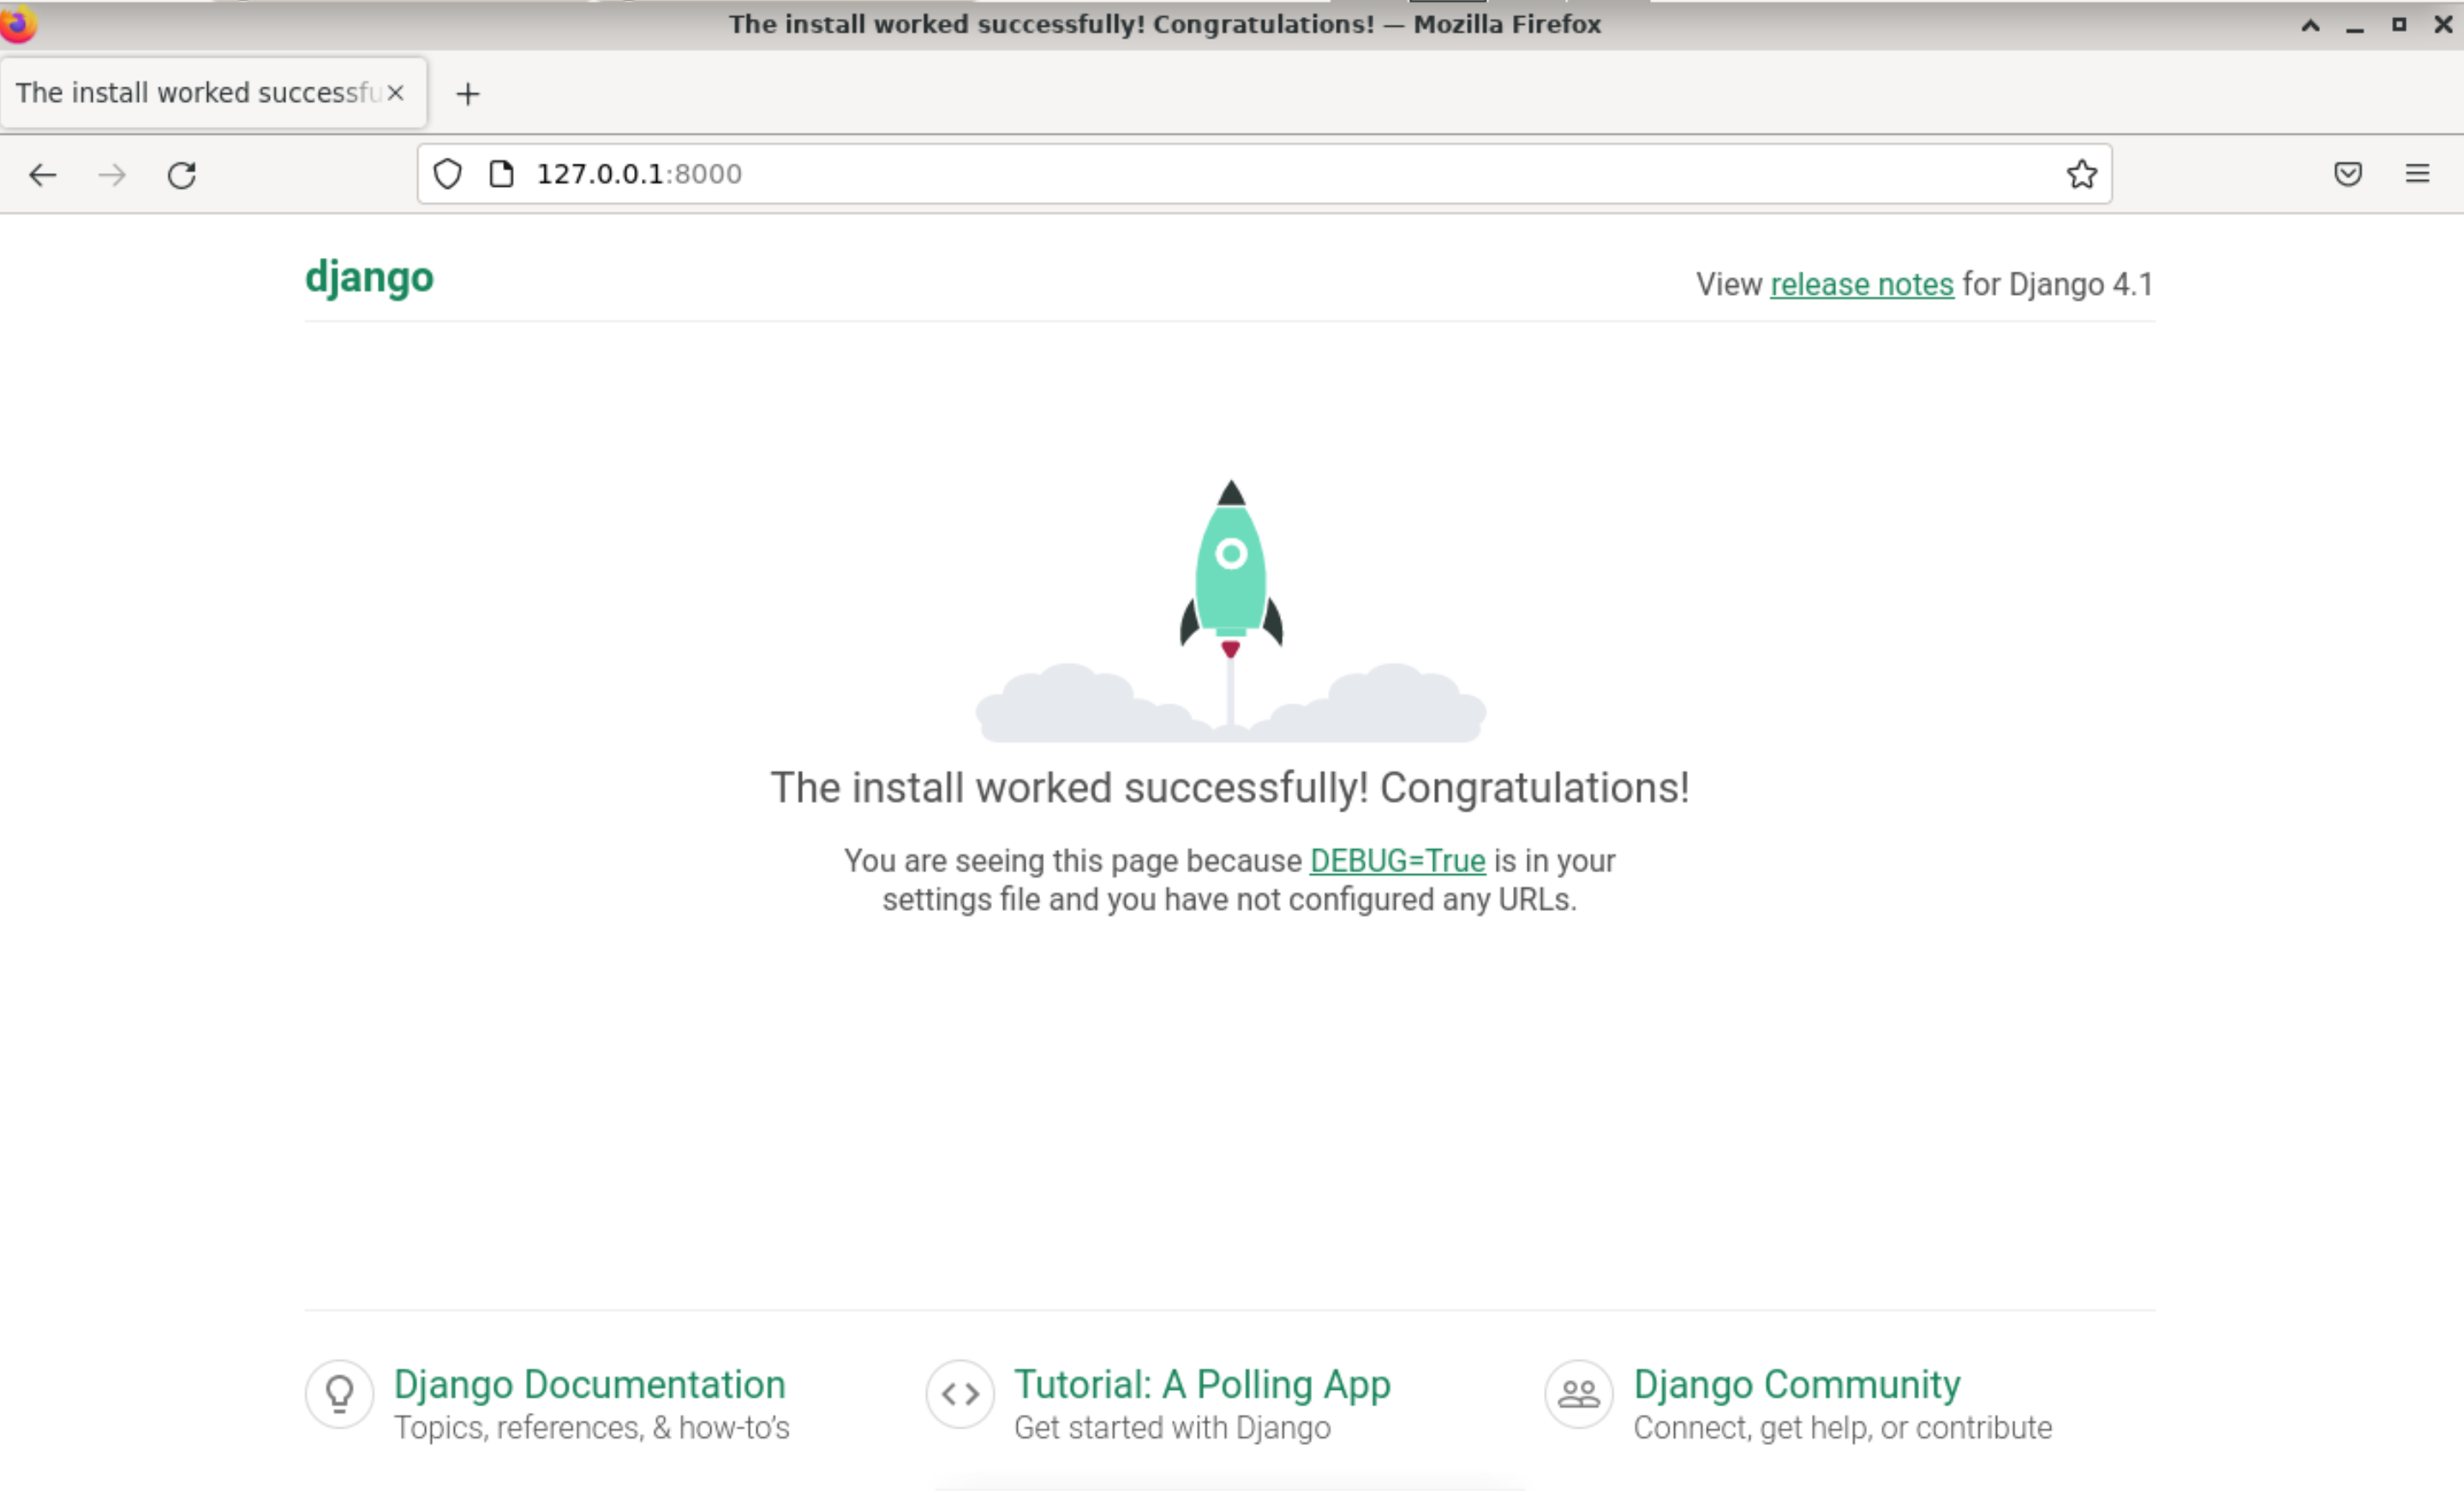 The install worked successfully! Congratulations! — Mozilla Firefox
The install worked successfu
127.0.0.1:8000
django
View release notes for Django 4.1
The install worked successfully! Congratulations!
You are seeing this page because DEBUG=True is in your
settings file and you have not configured any URLs.
Django Documentation
Topics, references, & how-to’s
Tutorial: A Polling App
Get started with Django
Django Community
Connect, get help, or contribute